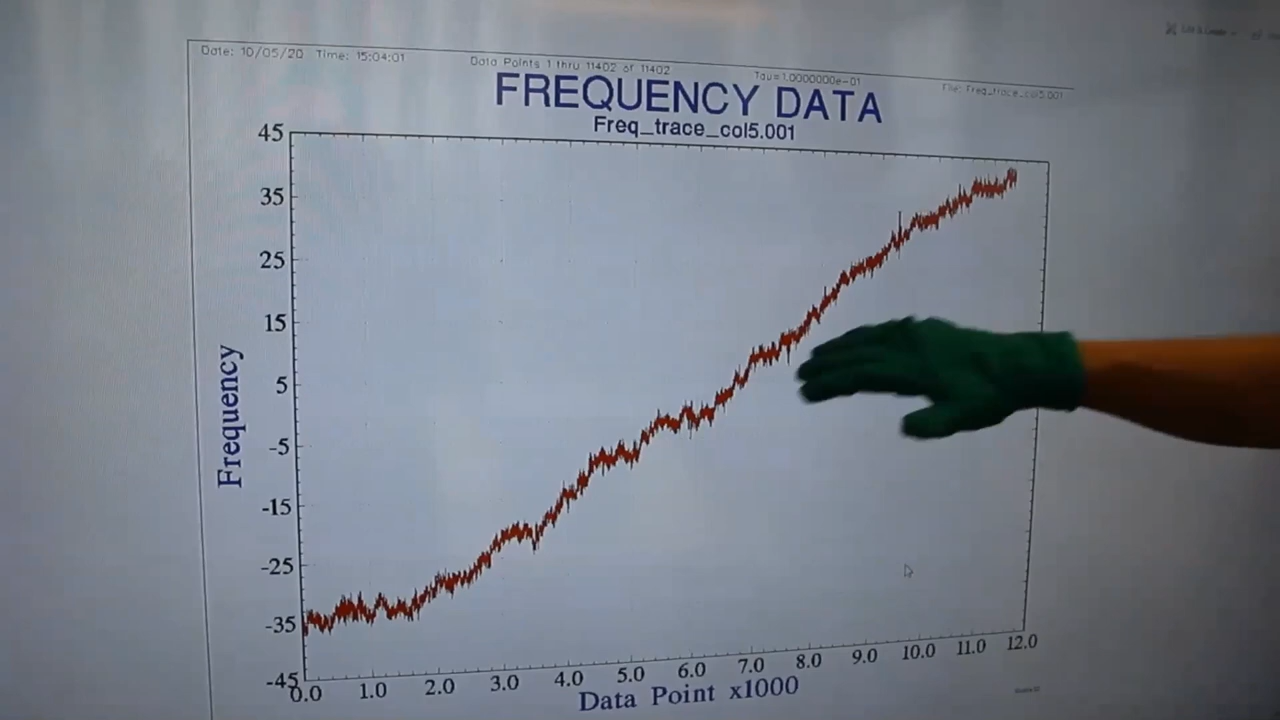 Date: 10/05/20 Time: 15:04:01 Data Points 1 thru 11402 of 11402 Tau=1.0000000e-01 File: Freq_trace_col5.001
FREQUENCY DATA
Freq_trace_col5.001
45
35
25
15
5
-5
-15
-25
-35
-45
Frequency
0.0 1.0 2.0 3.0 4.0 5.0 6.0 7.0 8.0 9.0 10.0 11.0 12.0
Data Point x1000